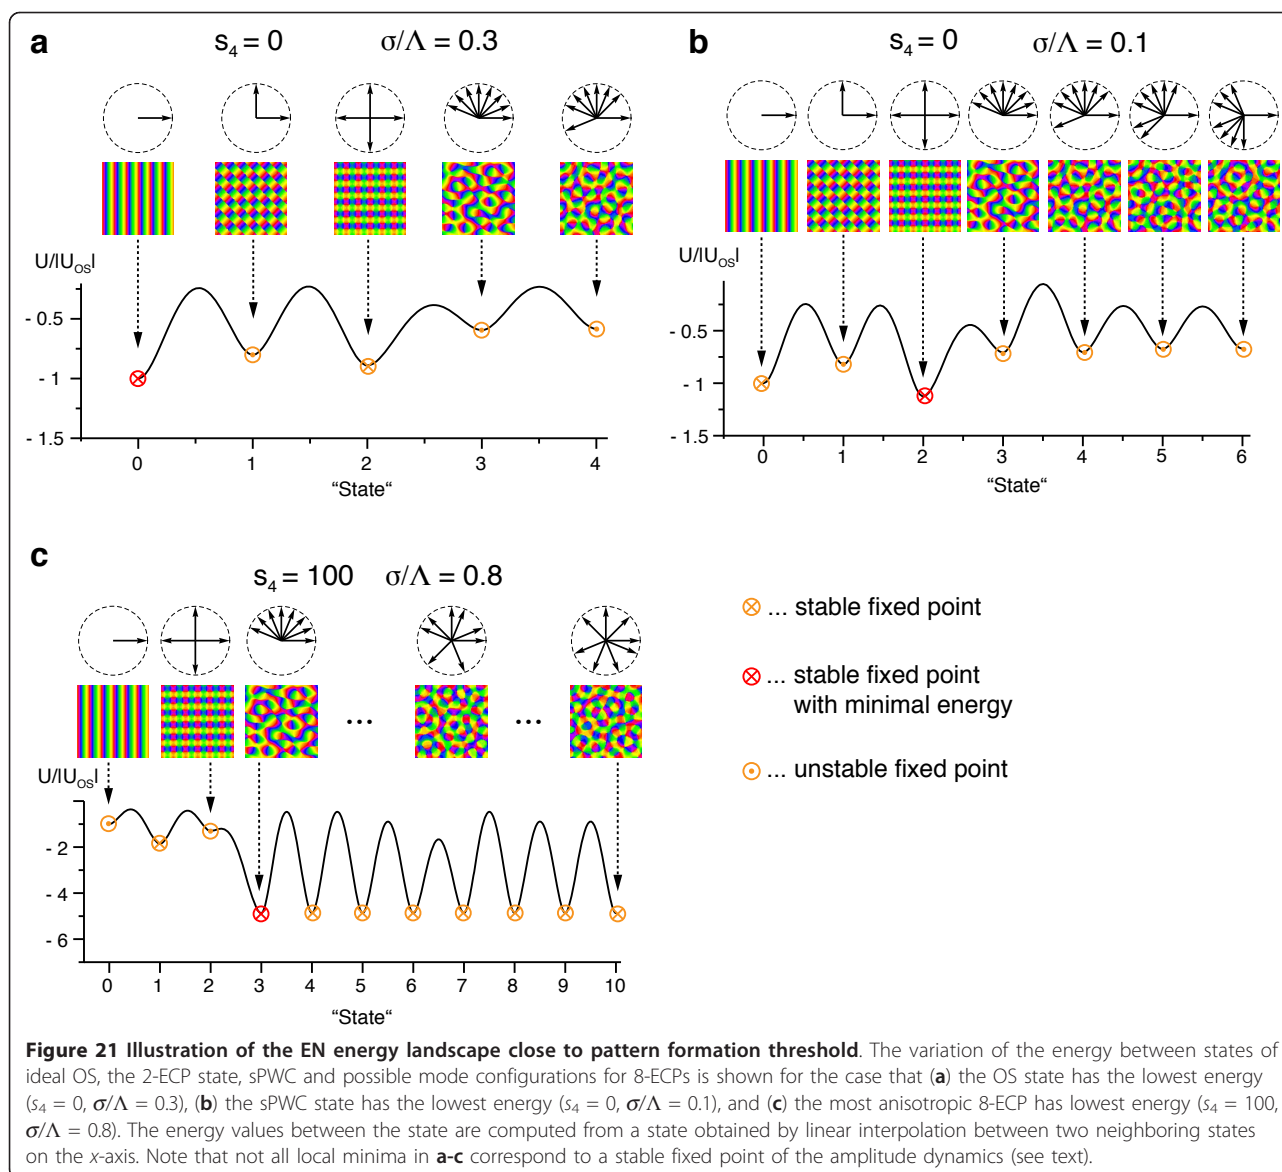 a
s₄ = 0 σ/Λ = 0.3
U/|U_OS|
- 0.5
- 1
- 1.5
0 1 2 3 4
“State“
b
s₄ = 0 σ/Λ = 0.1
U/|U_OS|
- 0.5
- 1
- 1.5
0 1 2 3 4 5 6
“State“
c
s₄ = 100 σ/Λ = 0.8
... ...
U/|U_OS|
- 2
- 4
- 6
0 1 2 3 4 5 6 7 8 9 10
“State“
... stable fixed point
... stable fixed point
with minimal energy
... unstable fixed point
Figure 21 Illustration of the EN energy landscape close to pattern formation threshold. The variation of the energy between states of
ideal OS, the 2-ECP state, sPWC and possible mode configurations for 8-ECPs is shown for the case that (a) the OS state has the lowest energy
(s₄ = 0, σ/Λ = 0.3), (b) the sPWC state has the lowest energy (s₄ = 0, σ/Λ = 0.1), and (c) the most anisotropic 8-ECP has lowest energy (s₄ = 100,
σ/Λ = 0.8). The energy values between the state are computed from a state obtained by linear interpolation between two neighboring states
on the x-axis. Note that not all local minima in a-c correspond to a stable fixed point of the amplitude dynamics (see text).